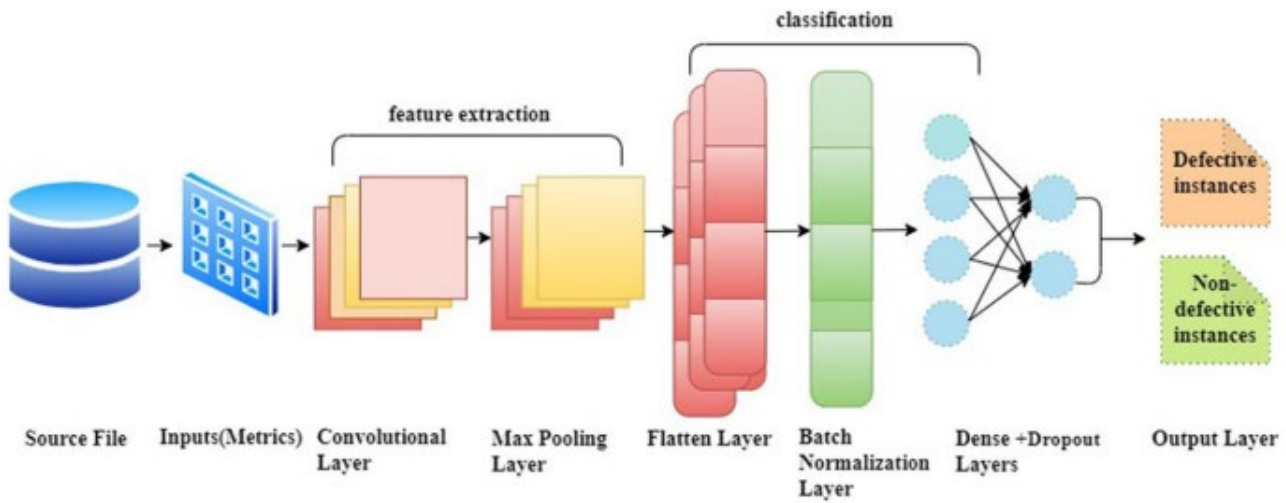 classification
feature extraction
Defective
instances
Non-
defective
instances
Source File
Inputs(Metrics)
Convolutional
Layer
Max Pooling
Layer
Flatten Layer
Batch
Normalization
Layer
Dense +Dropout
Layers
Output Layer